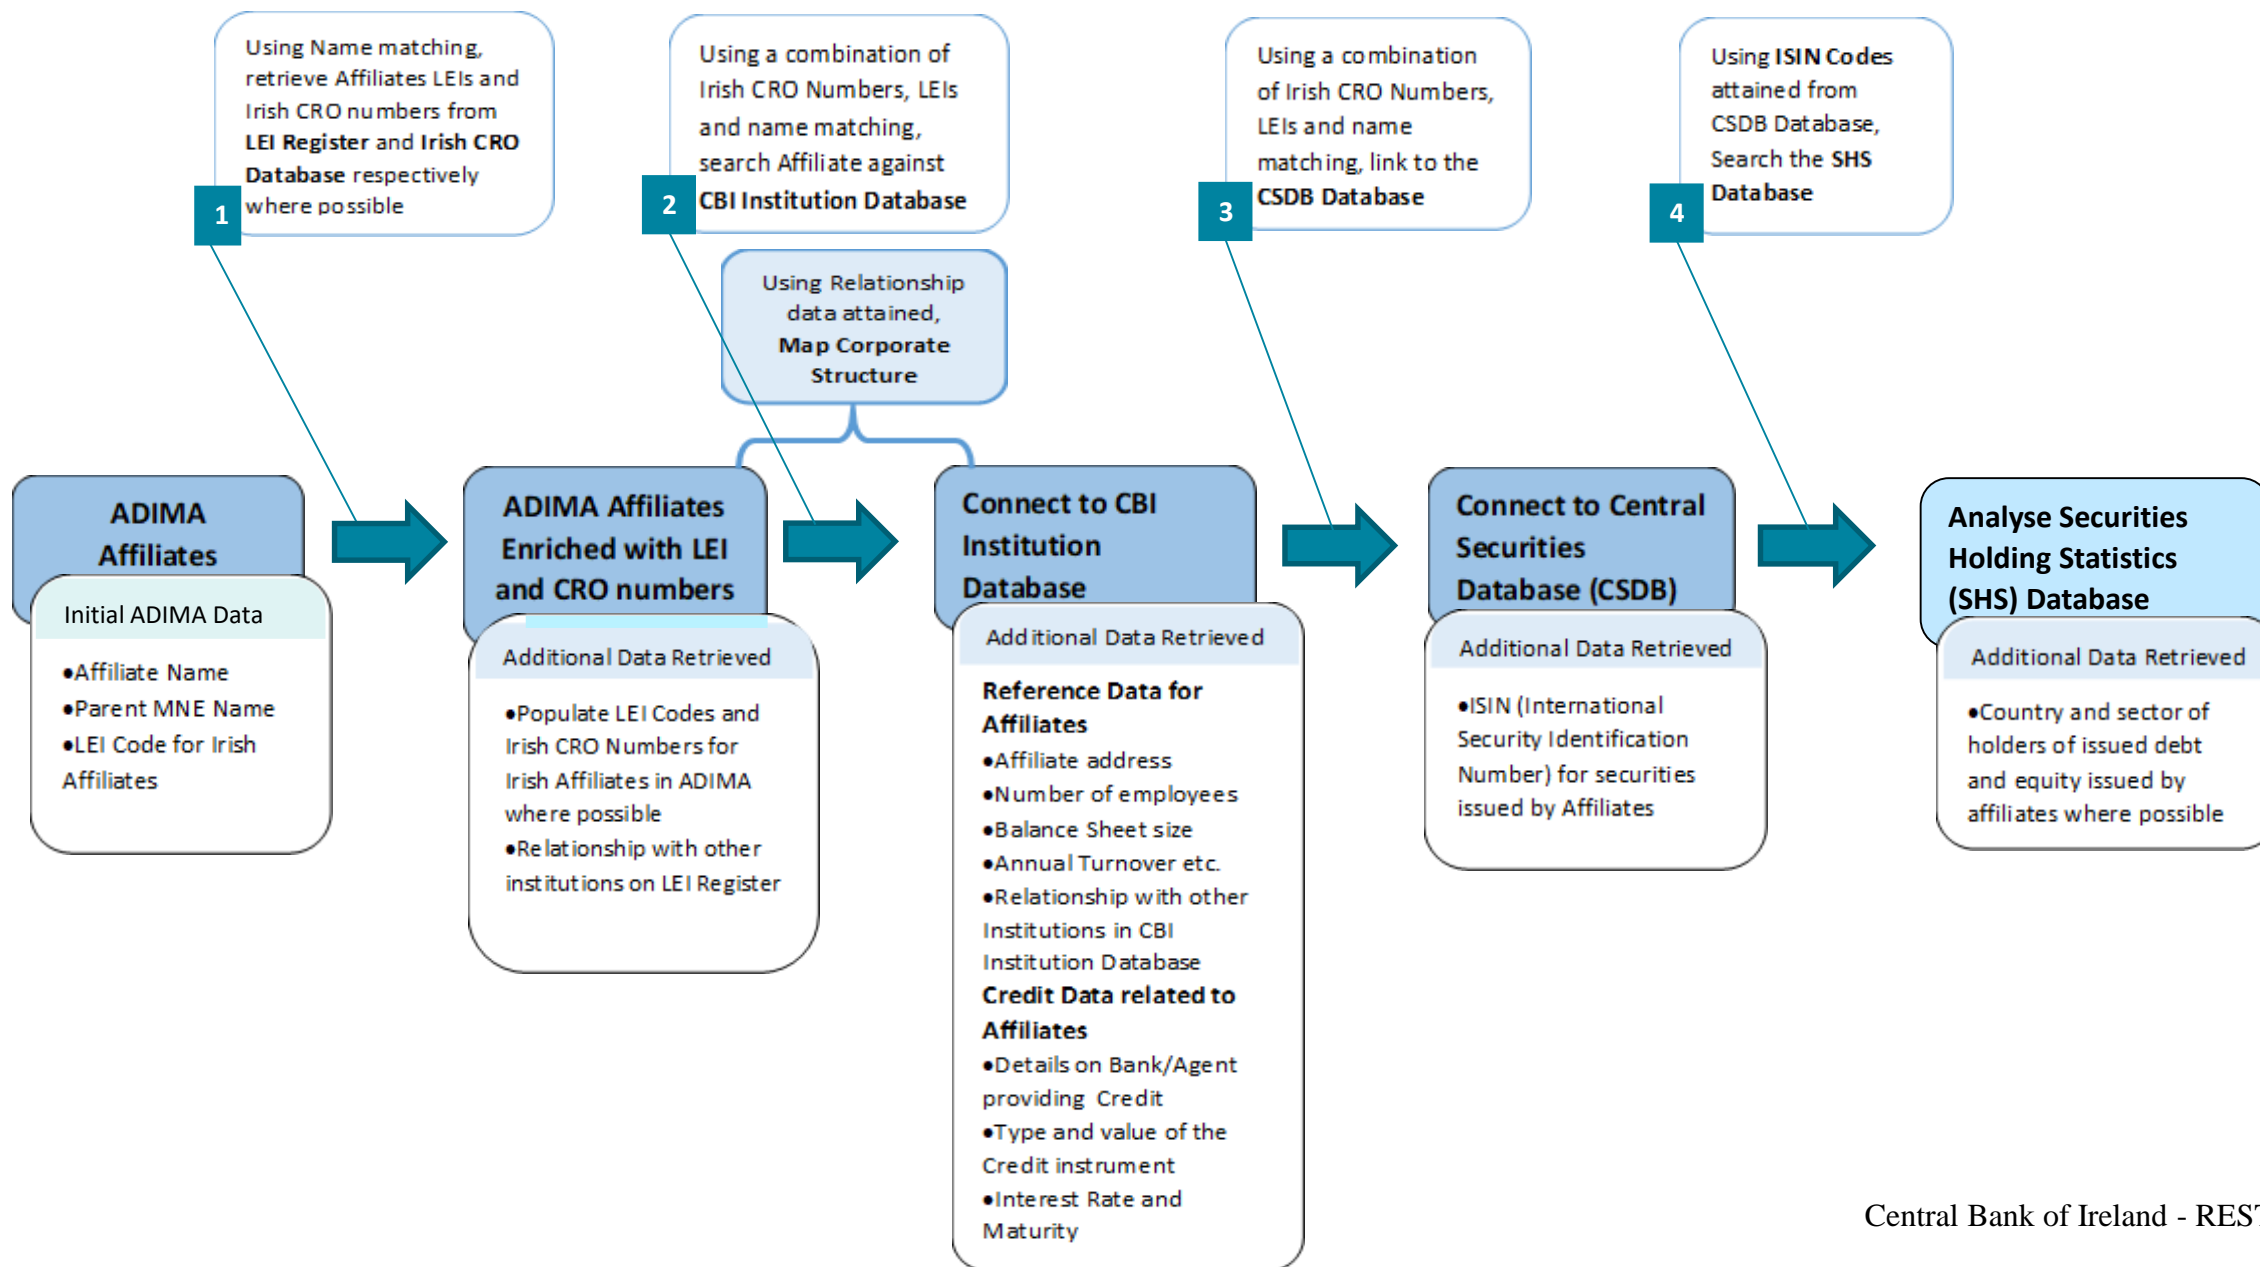 Using Name matching,
retrieve Affiliates LEIs and
Irish CRO numbers from
LEI Register and Irish CRO
Database respectively
where possible
1
Using a combination of
Irish CRO Numbers, LEIs
and name matching,
search Affiliate against
CBI Institution Database
2
Using a combination
of Irish CRO Numbers,
LEIs and name
matching, link to the
CSDB Database
3
Using ISIN Codes
attained from
CSDB Database,
Search the SHS
Database
4
Using Relationship
data attained,
Map Corporate
Structure
ADIMA
Affiliates
Initial ADIMA Data
•Affiliate Name
•Parent MNE Name
•LEI Code for Irish
Affiliates
ADIMA Affiliates
Enriched with LEI
and CRO numbers
Additional Data Retrieved
•Populate LEI Codes and
Irish CRO Numbers for
Irish Affiliates in ADIMA
where possible
•Relationship with other
institutions on LEI Register
Connect to CBI
Institution
Database
Additional Data Retrieved
Reference Data for
Affiliates
•Affiliate address
•Number of employees
•Balance Sheet size
•Annual Turnover etc.
•Relationship with other
Institutions in CBI
Institution Database
Credit Data related to
Affiliates
•Details on Bank/Agent
providing Credit
•Type and value of the
Credit instrument
•Interest Rate and
Maturity
Connect to Central
Securities
Database (CSDB)
Additional Data Retrieved
•ISIN (International
Security Identification
Number) for securities
issued by Affiliates
Analyse Securities
Holding Statistics
(SHS) Database
Additional Data Retrieved
•Country and sector of
holders of issued debt
and equity issued by
affiliates where possible
Central Bank of Ireland - REST